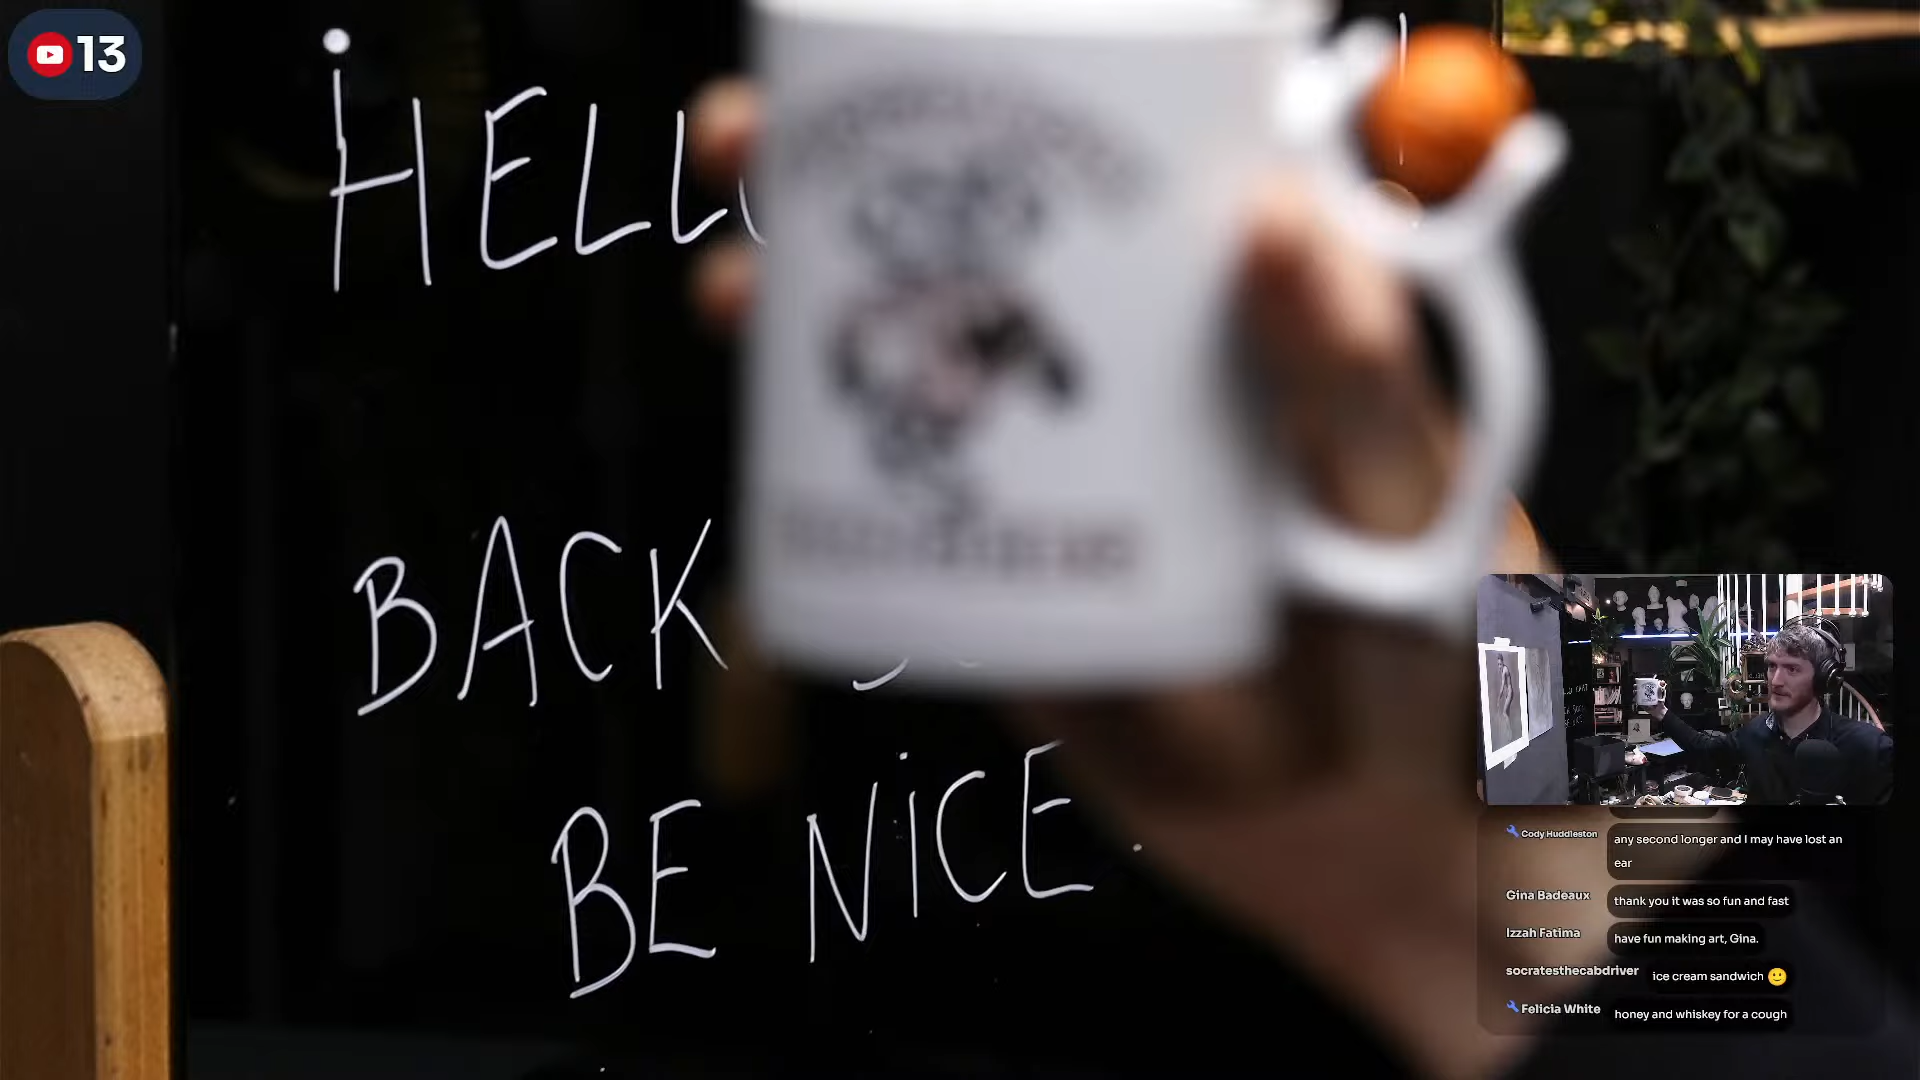 13
HELLO
BACK
BE NICE.
Cody Huddleston any second longer and I may have lost an
ear
Gina Badeaux thank you it was so fun and fast
Izzah Fatima have fun making art, Gina.
socratesthecabdriver ice cream sandwich 🙂
Felicia White honey and whiskey for a cough